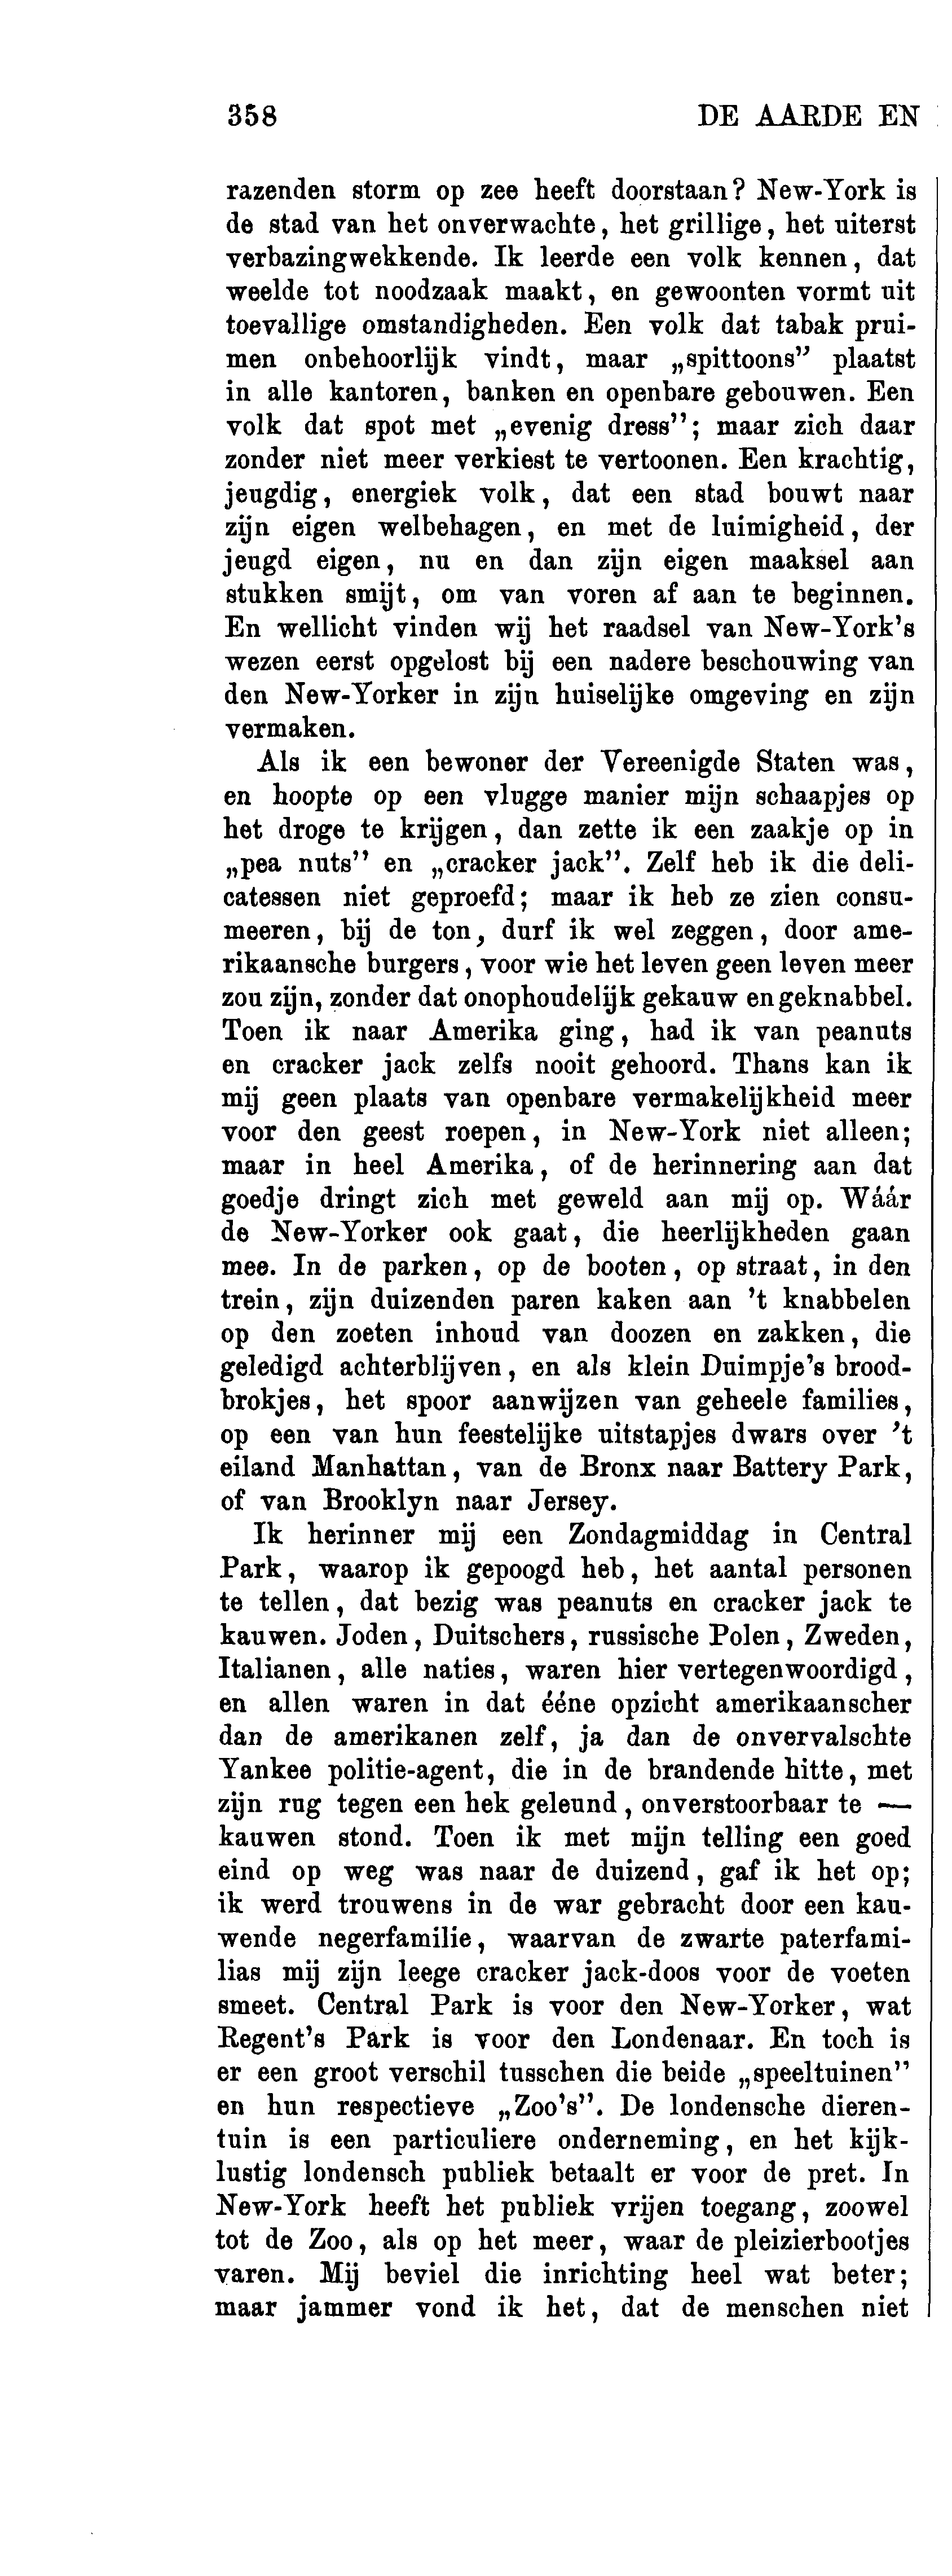 358 DE AARDE EN
razenden storm op zee heeft doorstaan? New-York is
de stad van het onverwachte, het grillige, het uiterst
verbazingwekkende. Ik leerde een volk kennen, dat
weelde tot noodzaak maakt, en gewoonten vormt uit
toevallige omstandigheden. Een volk dat tabak prui-
men onbehoorlijk vindt, maar „spittoons” plaatst
in alle kantoren, banken en openbare gebouwen. Een
volk dat spot met „evenig dress”; maar zich daar
zonder niet meer verkiest te vertoonen. Een krachtig,
jeugdig, energiek volk, dat een stad bouwt naar
zijn eigen welbehagen, en met de luimigheid, der
jeugd eigen, nu en dan zijn eigen maaksel aan
stukken smijt, om van voren af aan te beginnen.
En wellicht vinden wij het raadsel van New-York's
wezen eerst opgelost bij een nadere beschouwing van
den New-Yorker in zijn huiselijke omgeving en zijn
vermaken.
Als ik een bewoner der Vereenigde Staten was,
en hoopte op een vlugge manier mijn schaapjes op
het droge te krijgen, dan zette ik een zaakje op in
„pea nuts” en „cracker jack”. Zelf heb ik die deli-
catessen niet geproefd; maar ik heb ze zien consu-
meeren, bij de ton, durf ik wel zeggen, door ame-
rikaansche burgers, voor wie het leven geen leven meer
zou zijn, zonder dat onophoudelijk gekauw en geknabbel.
Toen ik naar Amerika ging, had ik van peanuts
en cracker jack zelfs nooit gehoord. Thans kan ik
mij geen plaats van openbare vermakelijkheid meer
voor den geest roepen, in New-York niet alleen;
maar in heel Amerika, of de herinnering aan dat
goedje dringt zich met geweld aan mij op. Wáár
de New-Yorker ook gaat, die heerlijkheden gaan
mee. In de parken, op de booten, op straat, in den
trein, zijn duizenden paren kaken aan 't knabbelen
op den zoeten inhoud van doozen en zakken, die
geledigd achterblijven, en als klein Duimpje's brood-
brokjes, het spoor aanwijzen van geheele families,
op een van hun feestelijke uitstapjes dwars over 't
eiland Manhattan, van de Bronx naar Battery Park,
of van Brooklyn naar Jersey.
Ik herinner mij een Zondagmiddag in Central
Park, waarop ik gepoogd heb, het aantal personen
te tellen, dat bezig was peanuts en cracker jack te
kauwen. Joden, Duitschers, russische Polen, Zweden,
Italianen, alle naties, waren hier vertegenwoordigd,
en allen waren in dat ééne opzicht amerikaanscher
dan de amerikanen zelf, ja dan de onvervalschte
Yankee politie-agent, die in de brandende hitte, met
zijn rug tegen een hek geleund, onverstoorbaar te —
kauwen stond. Toen ik met mijn telling een goed
eind op weg was naar de duizend, gaf ik het op;
ik werd trouwens in de war gebracht door een kau-
wende negerfamilie, waarvan de zwarte paterfami-
lias mij zijn leege cracker jack-doos voor de voeten
smeet. Central Park is voor den New-Yorker, wat
Regent's Park is voor den Londenaar. En toch is
er een groot verschil tusschen die beide „speeltuinen”
en hun respectieve „Zoo's”. De londensche dieren-
tuin is een particuliere onderneming, en het kijk-
lustig londensch publiek betaalt er voor de pret. In
New-York heeft het publiek vrijen toegang, zoowel
tot de Zoo, als op het meer, waar de pleizierbootjes
varen. Mij beviel die inrichting heel wat beter;
maar jammer vond ik het, dat de menschen niet